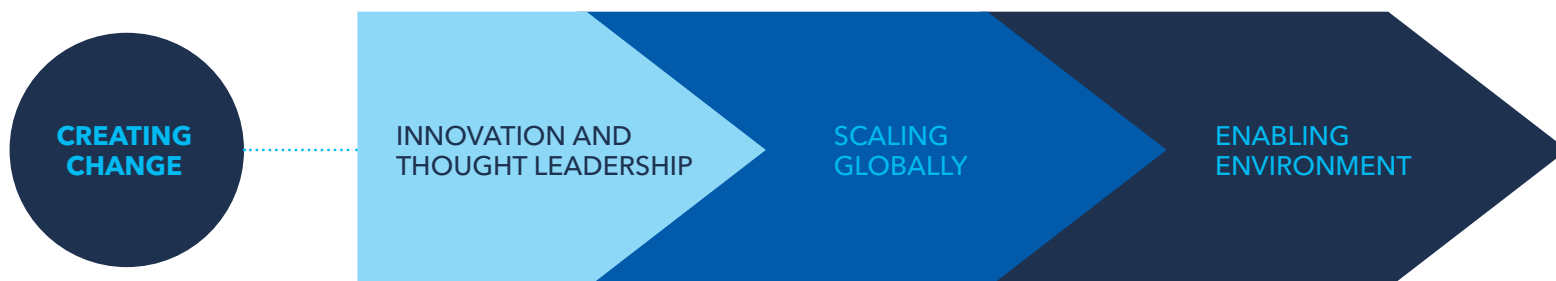 CREATING
CHANGE
INNOVATION AND
THOUGHT LEADERSHIP
SCALING
GLOBALLY
ENABLING
ENVIRONMENT